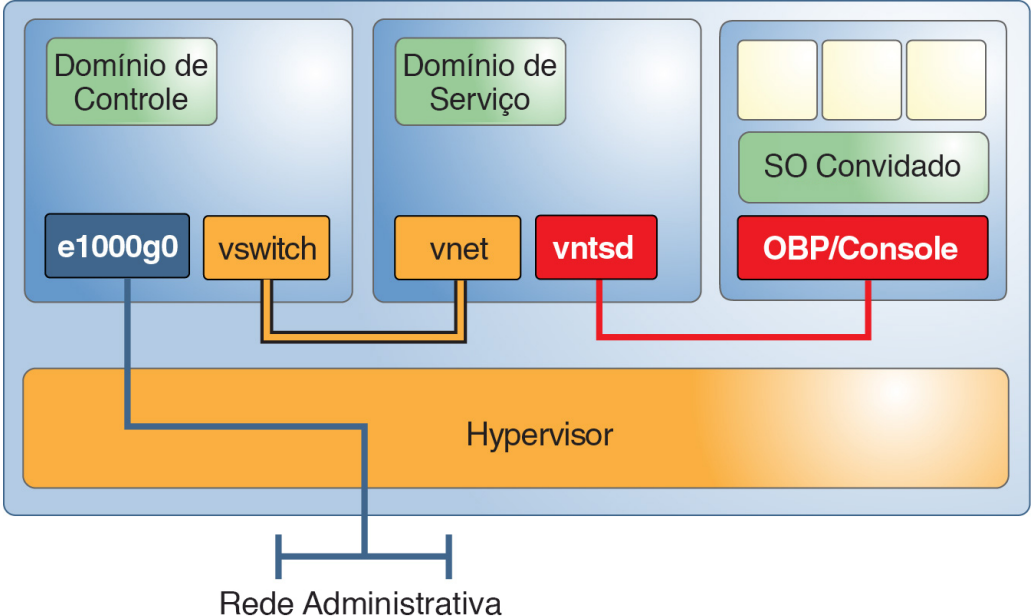 Domínio de
Controle
Domínio de
Serviço
SO Convidado
e1000g0
vswitch
vnet
vntsd
OBP/Console
Hypervisor
Rede Administrativa